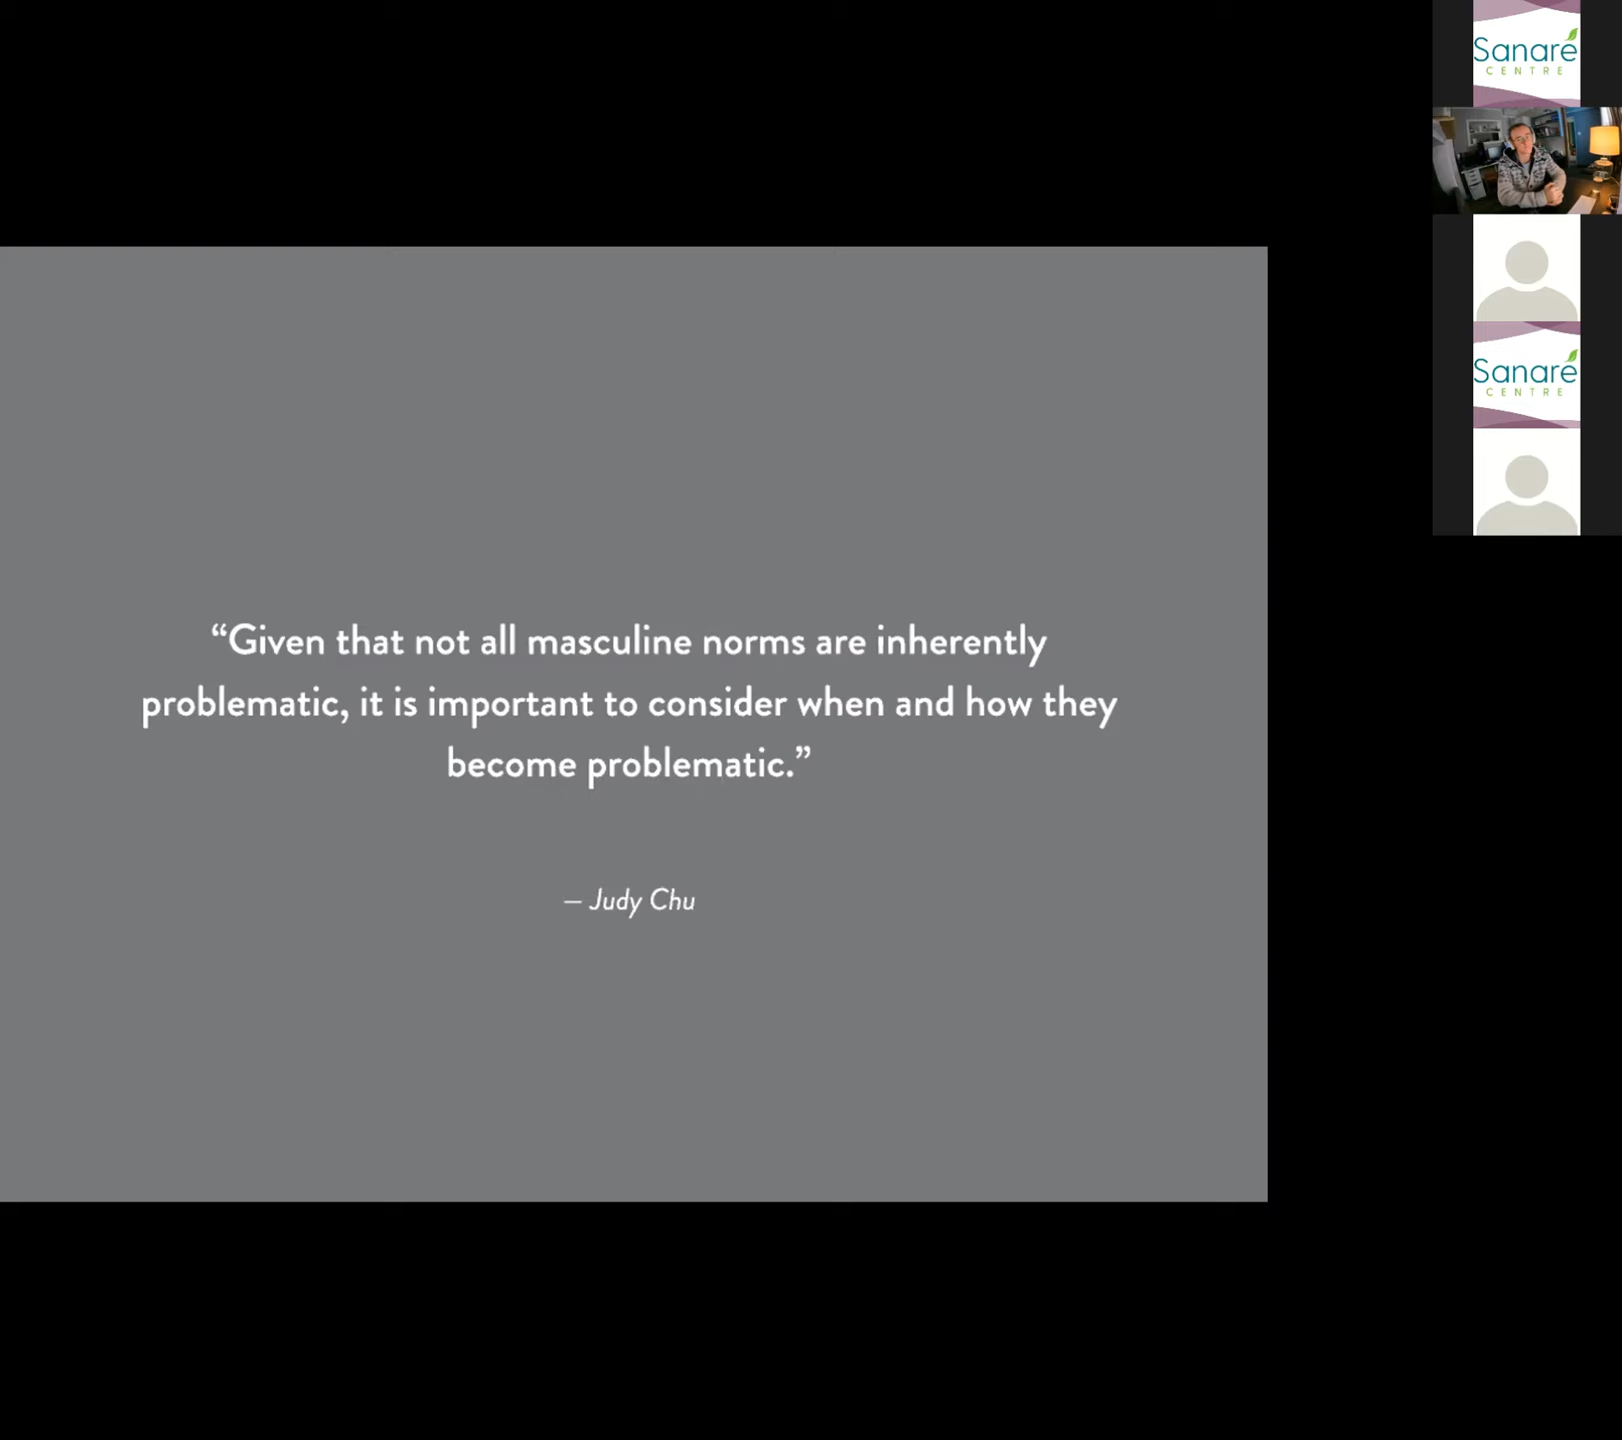 “Given that not all masculine norms are inherently
problematic, it is important to consider when and how they
become problematic.”
– Judy Chu
Sanaré
CENTRE
Sanaré
CENTRE